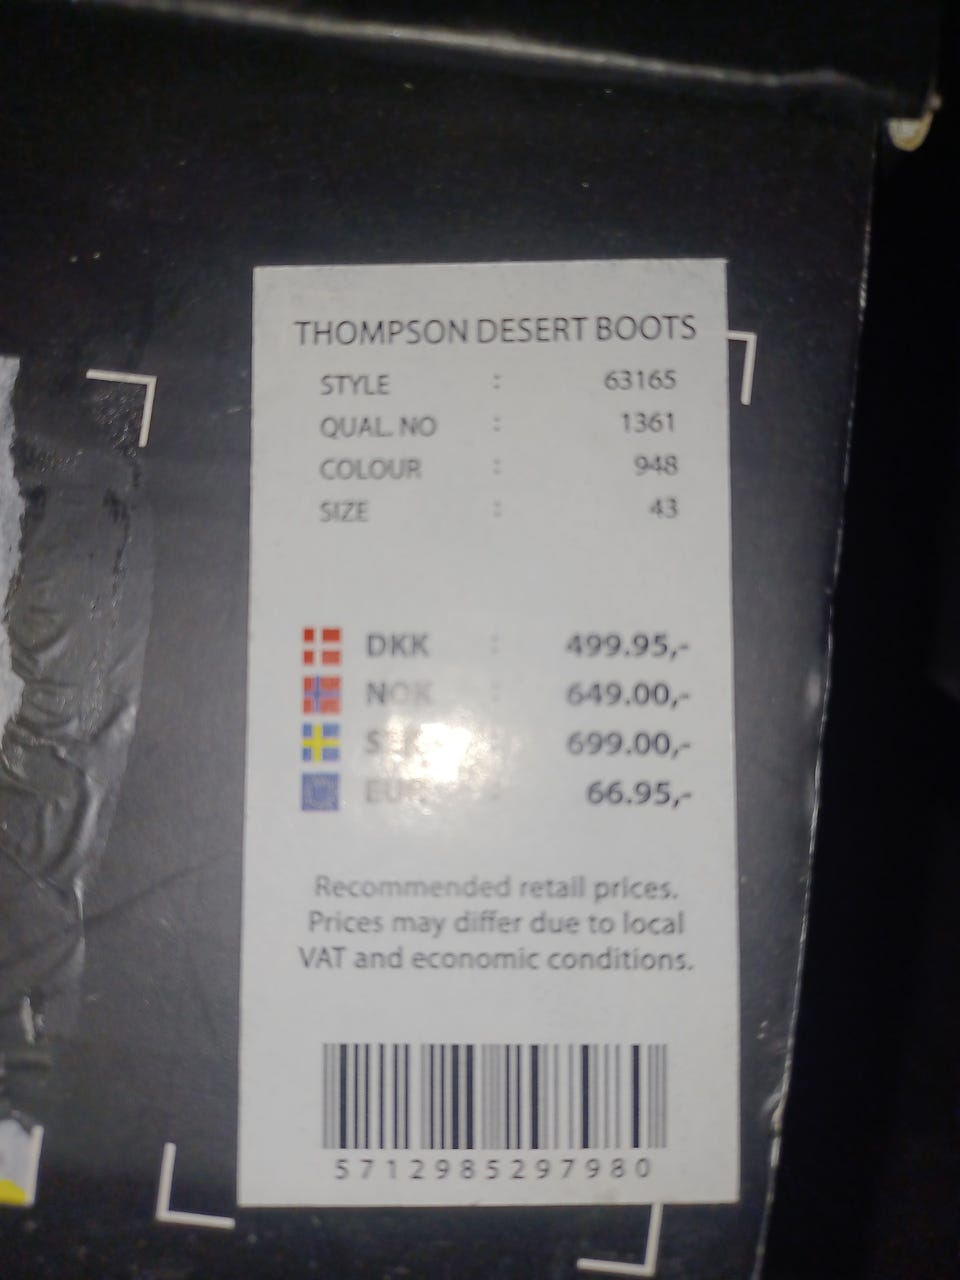 THOMPSON DESERT BOOTS
STYLE : 63165
QUAL. NO : 1361
COLOUR : 948
SIZE : 43
DKK : 499.95,-
NOK : 649.00,-
: 699.00,-
: 66.95,-
Recommended retail prices.
Prices may differ due to local
VAT and economic conditions.
5712985297980